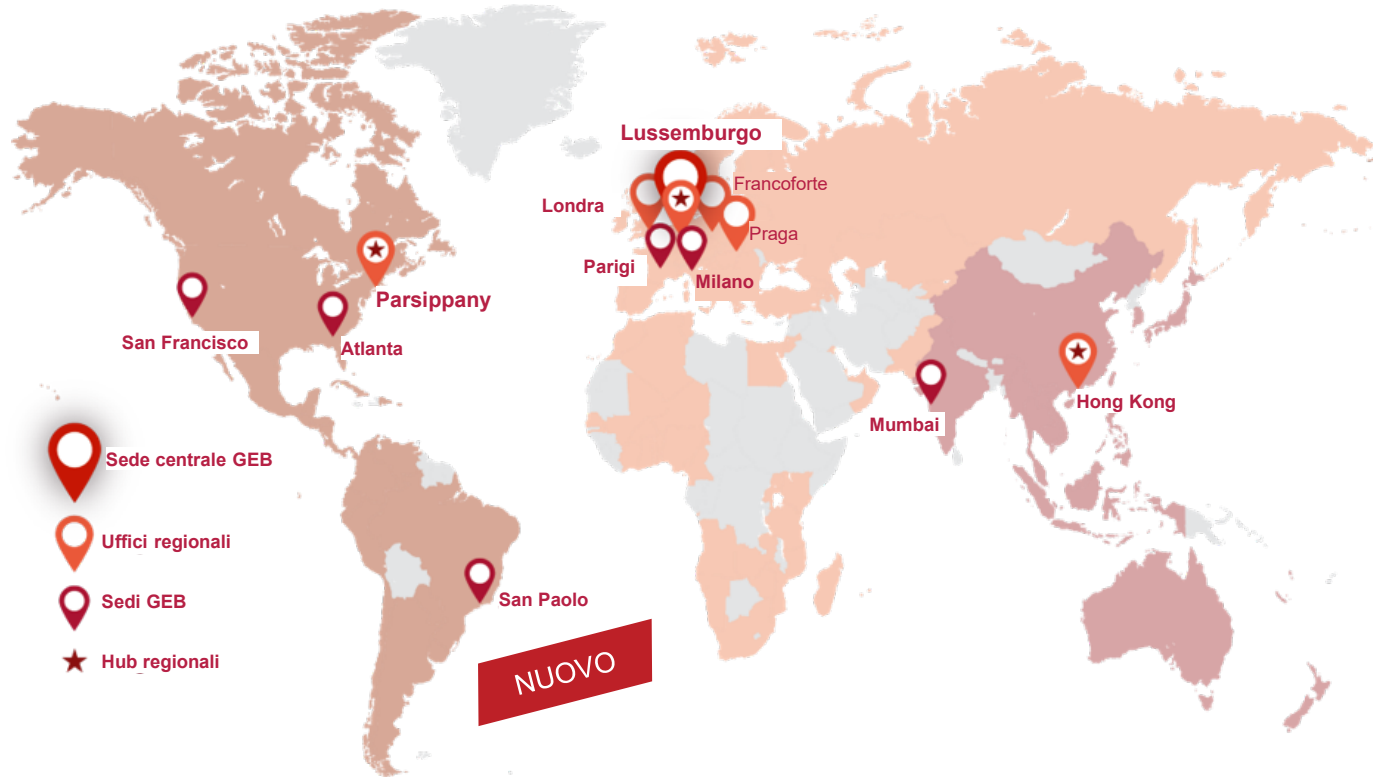 Lussemburgo
Francoforte
Londra
Praga
Parigi
Milano
Parsippany
San Francisco
Atlanta
Hong Kong
Mumbai
Sede centrale GEB
Uffici regionali
Sedi GEB
San Paolo
Hub regionali
NUOVO